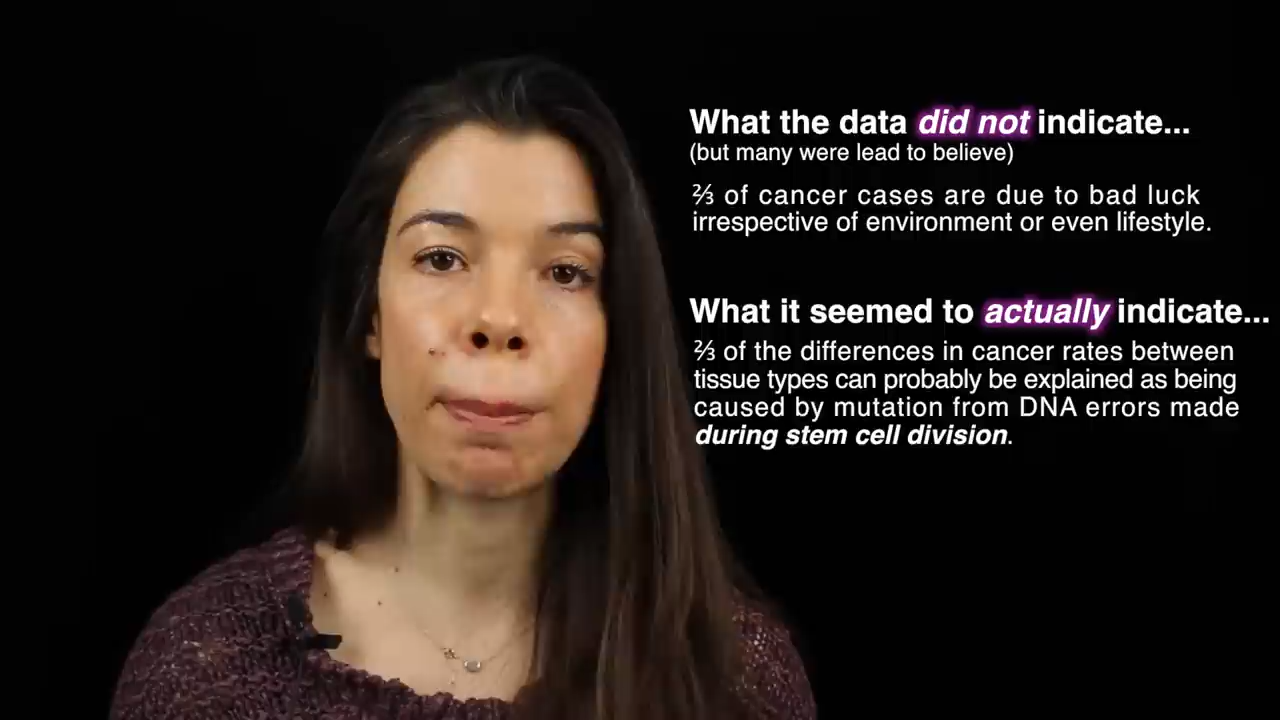 What the data did not indicate...
(but many were lead to believe)
⅔ of cancer cases are due to bad luck
irrespective of environment or even lifestyle.
What it seemed to actually indicate...
⅔ of the differences in cancer rates between
tissue types can probably be explained as being
caused by mutation from DNA errors made
during stem cell division.